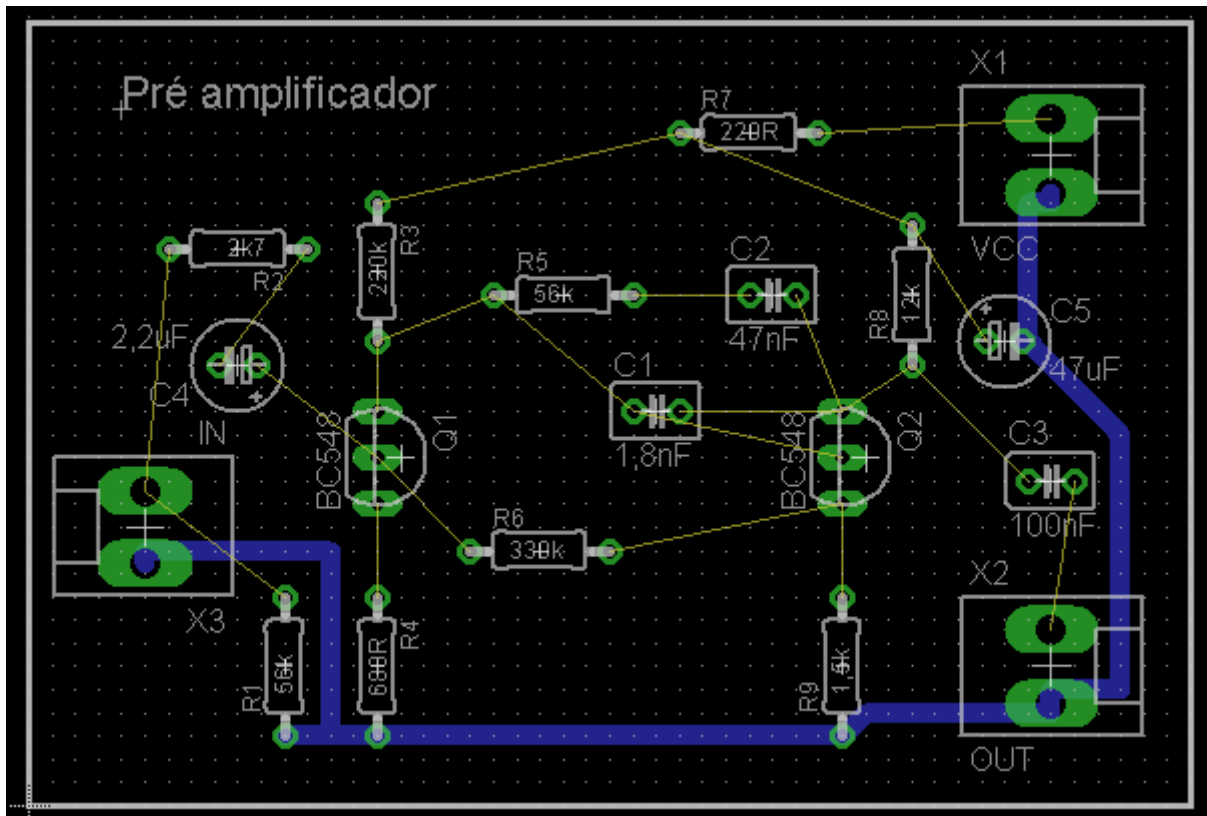 Pré amplificador
X1
R7
220R
VCC
R3
220k
2k7
R2
R5
56k
C2
47nF
R8
12k
C5
47uF
2,2uF
C4
IN
C1
1,8nF
BC548
Q1
BC548
Q2
C3
100nF
R6
330k
X3
X2
R1
56k
R4
680R
R9
1,5k
OUT